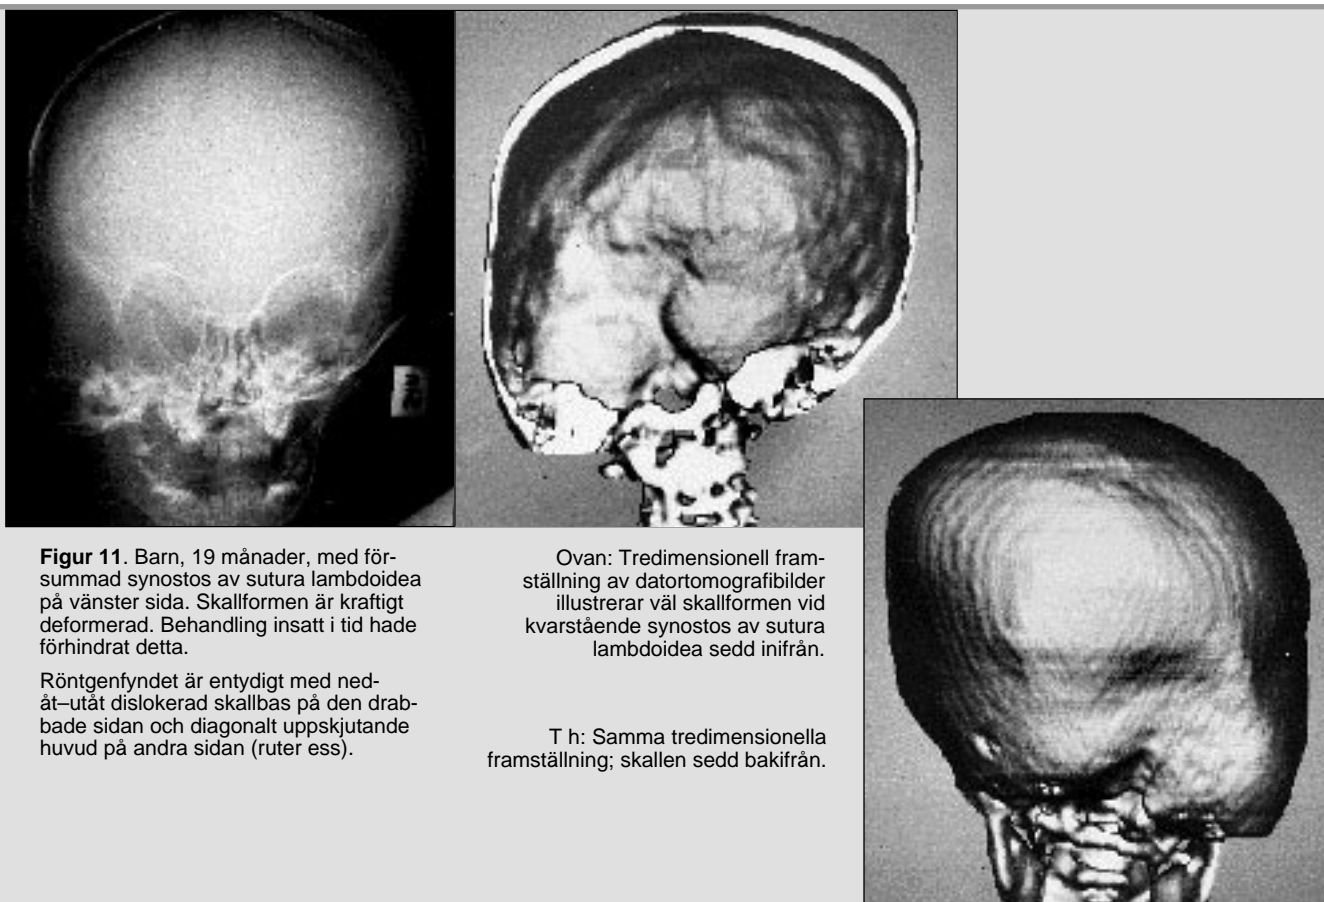 Figur 11. Barn, 19 månader, med för-
summad synostos av sutura lambdoidea
på vänster sida. Skallformen är kraftigt
deformerad. Behandling insatt i tid hade
förhindrat detta.
Röntgenfyndet är entydigt med ned-
åt–utåt dislokerad skallbas på den drab-
bade sidan och diagonalt uppskjutande
huvud på andra sidan (ruter ess).
Ovan: Tredimensionell fram-
ställning av datortomografibilder
illustrerar väl skallformen vid
kvarstående synostos av sutura
lambdoidea sedd inifrån.
T h: Samma tredimensionella
framställning; skallen sedd bakifrån.